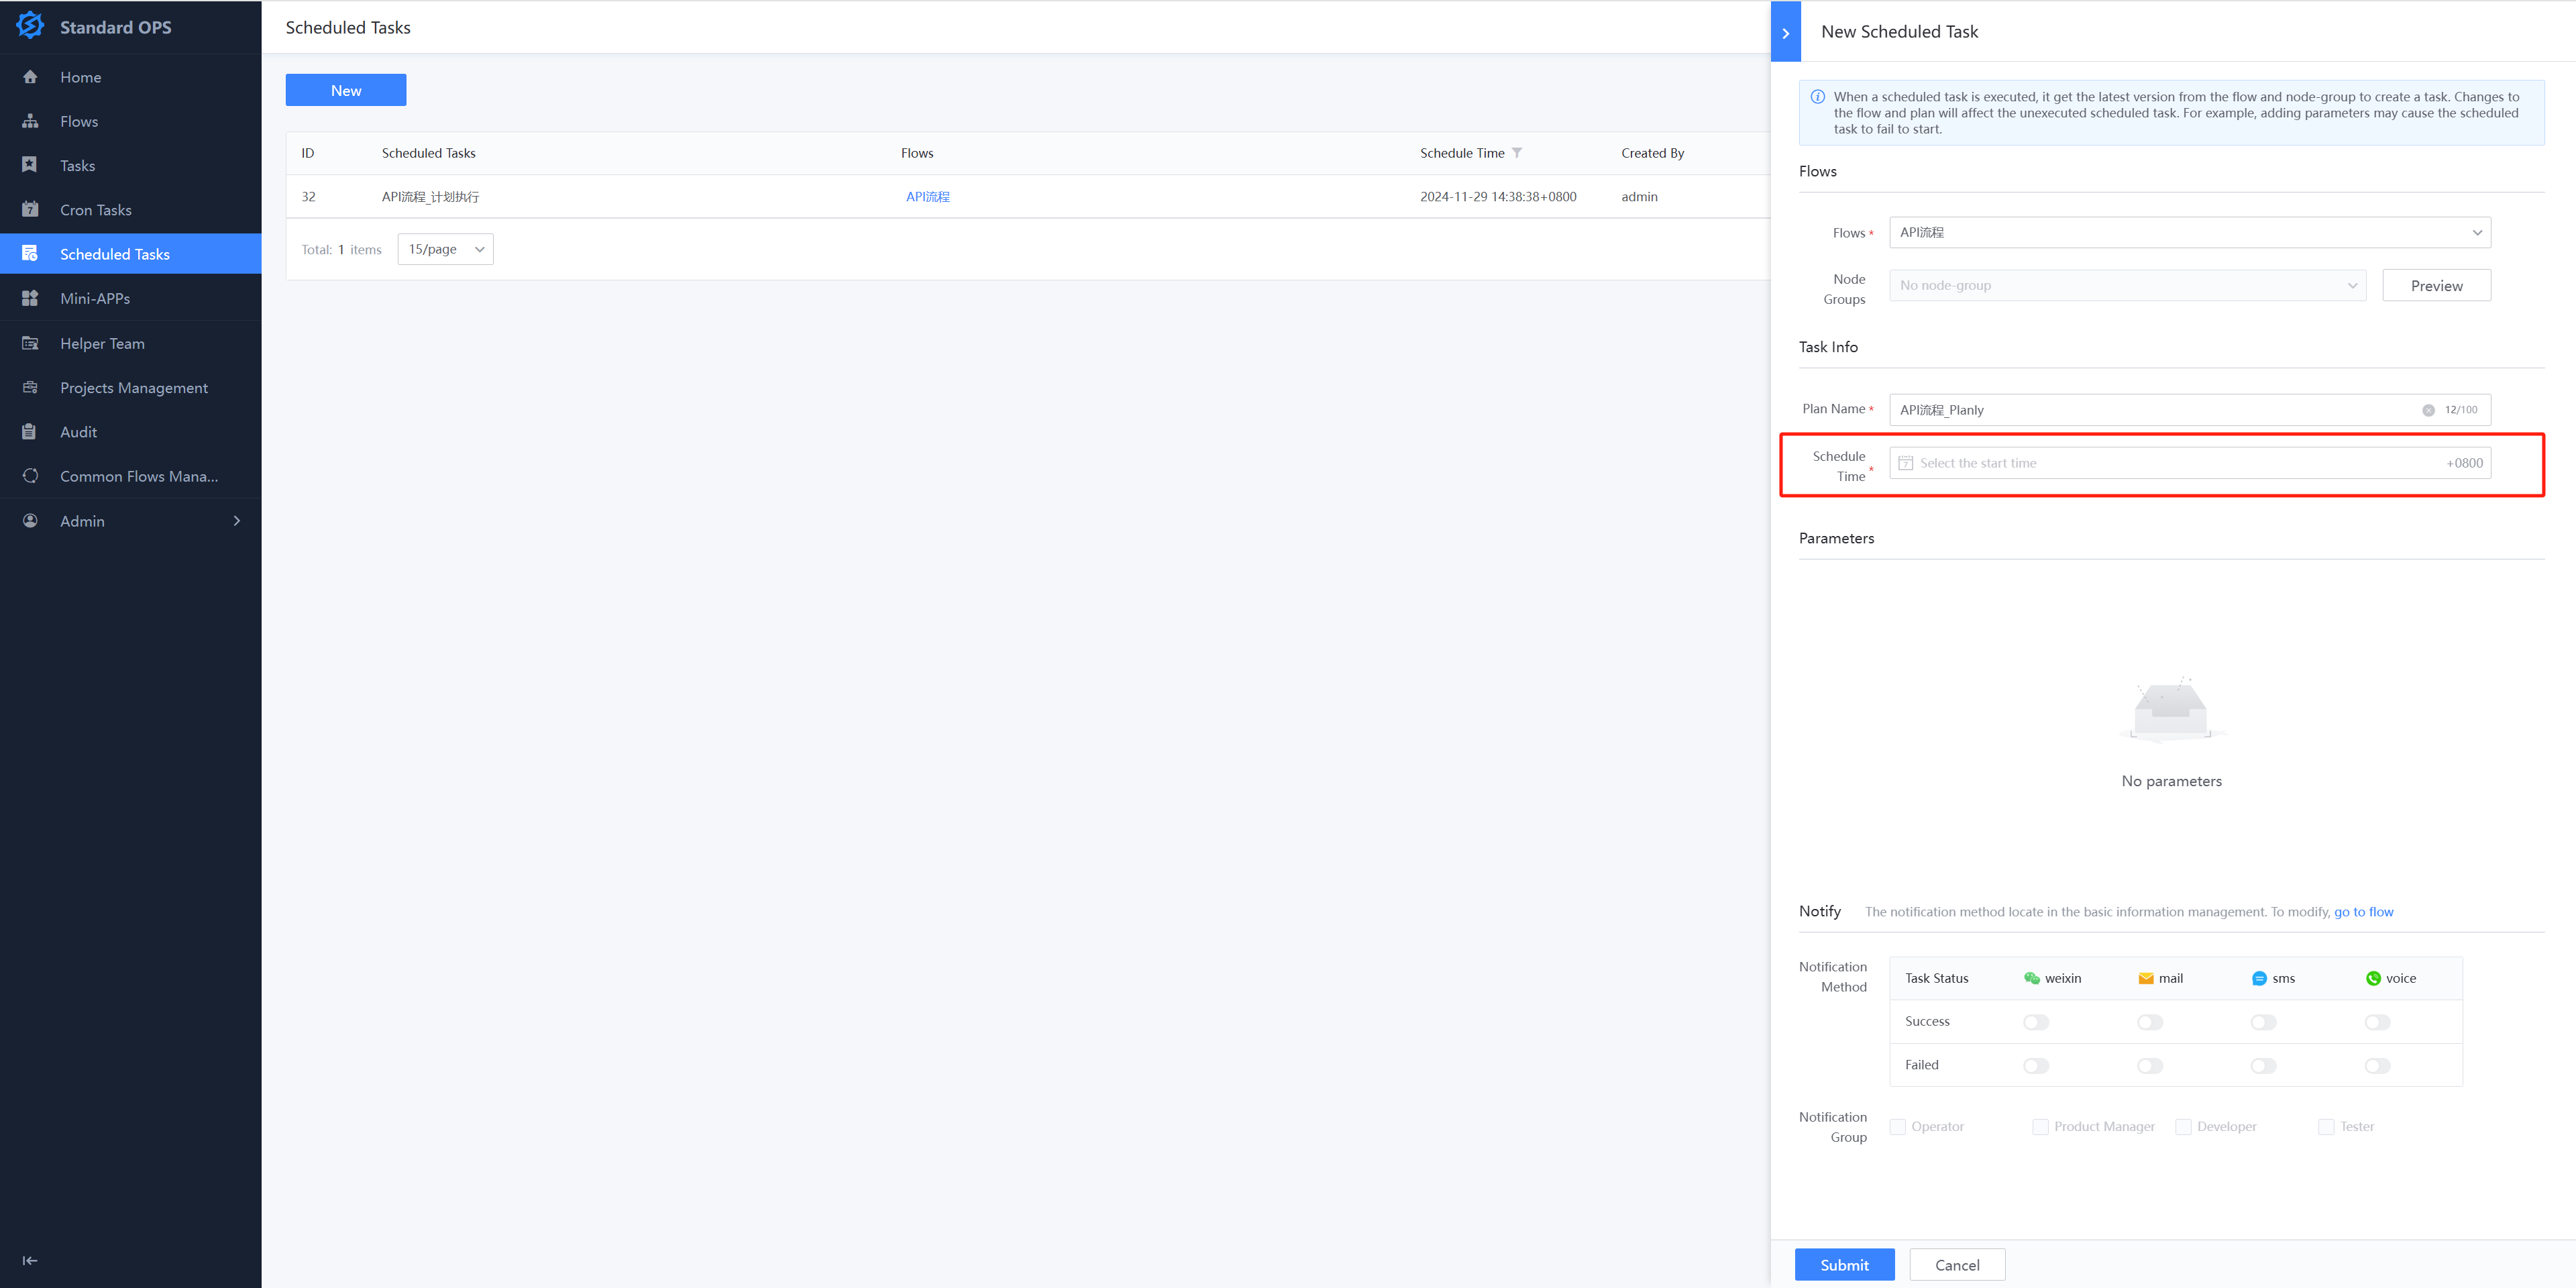 Standard OPS
Home
Flows
Tasks
Cron Tasks
Scheduled Tasks
Mini-APPs
Helper Team
Projects Management
Audit
Common Flows Mana...
Admin
Scheduled Tasks
New
ID Scheduled Tasks Flows Schedule Time Created By
32 API流程_计划执行 API流程 2024-11-29 14:38:38+0800 admin
Total: 1 items 15/page
New Scheduled Task
When a scheduled task is executed, it get the latest version from the flow and node-group to create a task. Changes to
the flow and plan will affect the unexecuted scheduled task. For example, adding parameters may cause the scheduled
task to fail to start.
Flows
Flows * API流程
Node
Groups
No node-group
Preview
Task Info
Plan Name * API流程_Planly 12/100
Schedule
Time *
Select the start time +0800
Parameters
No parameters
Notify The notification method locate in the basic information management. To modify, go to flow
Notification
Method
Task Status weixin mail sms voice
Success
Failed
Notification
Group
Operator Product Manager Developer Tester
Submit Cancel